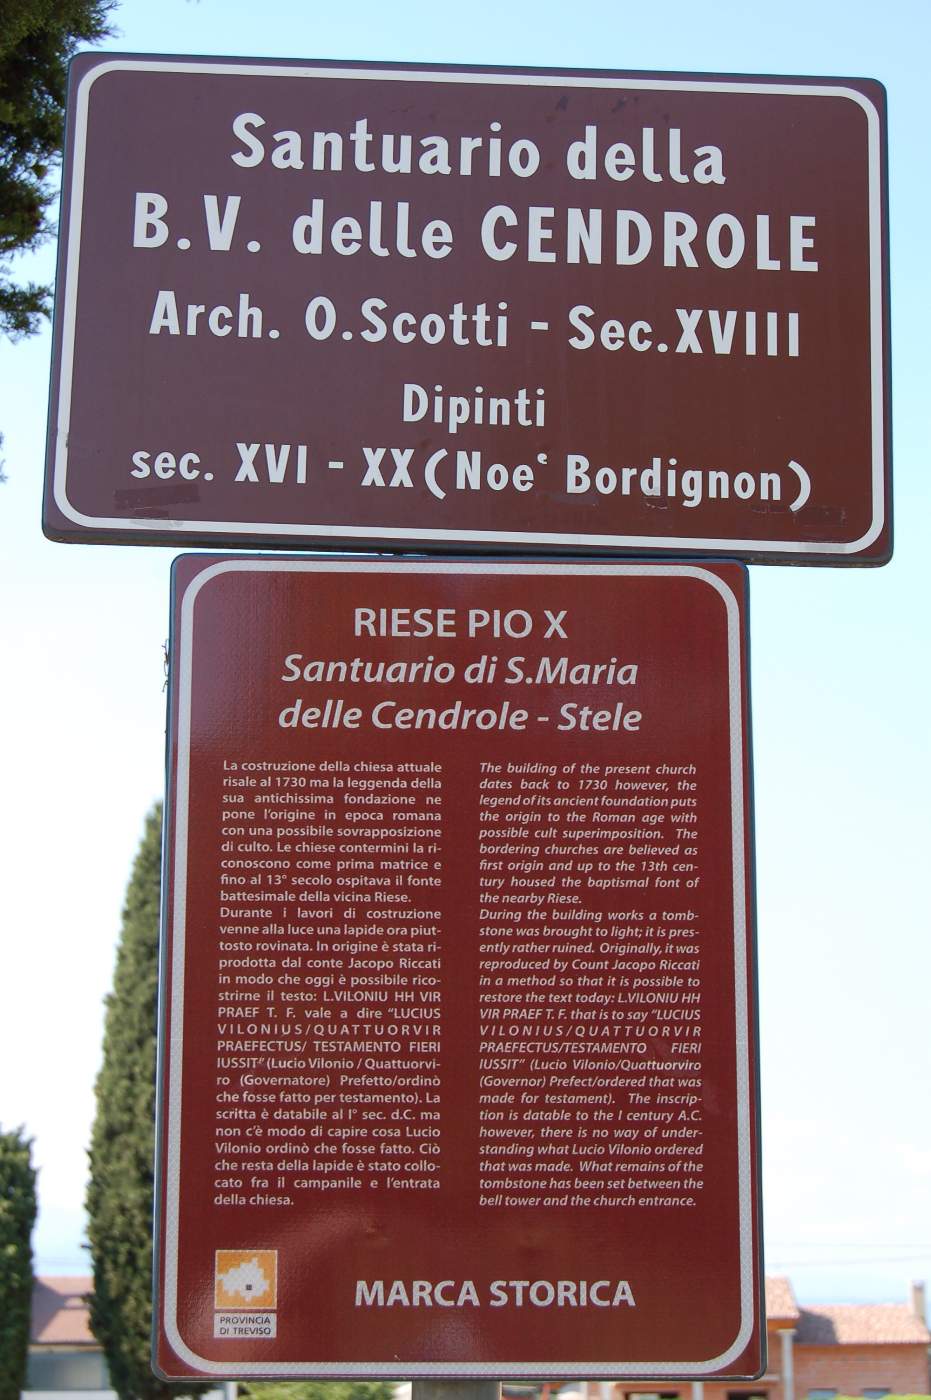 Santuario della
B.V. delle CENDROLE
Arch. O.Scotti - Sec.XVIII
Dipinti
sec. XVI - XX (Noe' Bordignon)
RIESE PIO X
Santuario di S.Maria
delle Cendrole - Stele
La costruzione della chiesa attuale
risale al 1730 ma la leggenda della
sua antichissima fondazione ne
pone l'origine in epoca romana
con una possibile sovrapposizione
di culto. Le chiese contermini la ri-
conoscono come prima matrice e
fino al 13° secolo ospitava il fonte
battesimale della vicina Riese.
Durante i lavori di costruzione
venne alla luce una lapide ora piut-
tosto rovinata. In origine è stata ri-
prodotta dal conte Jacopo Riccati
in modo che oggi è possibile rico-
strirne il testo: L.VILONIU HH VIR
PRAEF T. F. vale a dire "LUCIUS
VILONIUS/QUATTUORVIR
PRAEFECTUS/ TESTAMENTO FIERI
IUSSIT" (Lucio Vilonio / Quattuorvi-
ro (Governatore) Prefetto/ordinò
che fosse fatto per testamento). La
scritta è databile al I° sec. d.C. ma
non c'è modo di capire cosa Lucio
Vilonio ordinò che fosse fatto. Ciò
che resta della lapide è stato collo-
cato fra il campanile e l'entrata
della chiesa.
The building of the present church
dates back to 1730 however, the
legend of its ancient foundation puts
the origin to the Roman age with
possible cult superimposition. The
bordering churches are believed as
first origin and up to the 13th cen-
tury housed the baptismal font of
the nearby Riese.
During the building works a tomb-
stone was brought to light; it is pres-
ently rather ruined. Originally, it was
reproduced by Count Jacopo Riccati
in a method so that it is possible to
restore the text today: L.VILONIU HH
VIR PRAEF T. F. that is to say "LUCIUS
VILONIUS/QUATTUORVIR
PRAEFECTUS/TESTAMENTO FIERI
IUSSIT" (Lucio Vilonio/Quattuorviro
(Governor) Prefect/ordered that was
made for testament). The inscrip-
tion is datable to the I century A.C.
however, there is no way of under-
standing what Lucio Vilonio ordered
that was made. What remains of the
tombstone has been set between the
bell tower and the church entrance.
PROVINCIA
DI TREVISO
MARCA STORICA